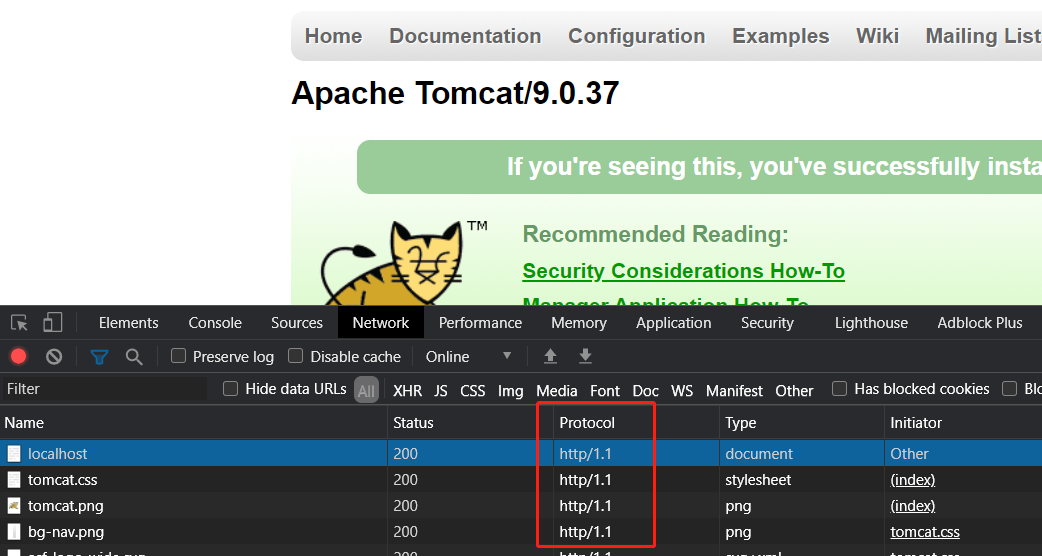 Home Documentation Configuration Examples Wiki Mailing List
Apache Tomcat/9.0.37
If you're seeing this, you've successfully insta
TM
Recommended Reading:
Security Considerations How-To
Manager Application How-To
Elements Console Sources Network Performance Memory Application Security Lighthouse Adblock Plus
Preserve log Disable cache Online
Filter Hide data URLs All XHR JS CSS Img Media Font Doc WS Manifest Other Has blocked cookies Blo
Name Status Protocol Type Initiator
localhost 200 http/1.1 document Other
tomcat.css 200 http/1.1 stylesheet (index)
tomcat.png 200 http/1.1 png (index)
bg-nav.png 200 http/1.1 png tomcat.css